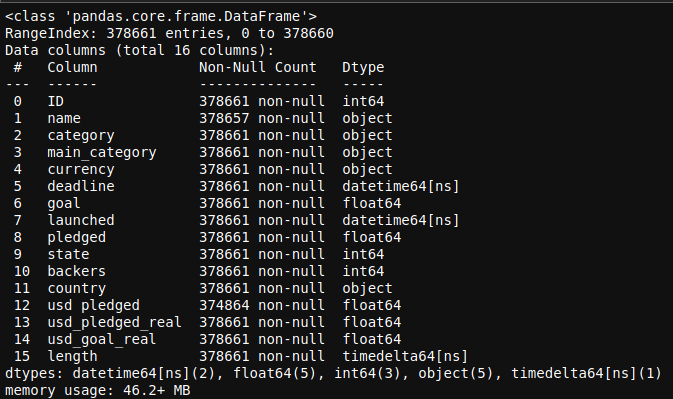 <class 'pandas.core.frame.DataFrame'>
RangeIndex: 378661 entries, 0 to 378660
Data columns (total 16 columns):
 #   Column            Non-Null Count   Dtype
---  ------            --------------   -----
 0   ID                378661 non-null  int64
 1   name              378657 non-null  object
 2   category          378661 non-null  object
 3   main_category     378661 non-null  object
 4   currency          378661 non-null  object
 5   deadline          378661 non-null  datetime64[ns]
 6   goal              378661 non-null  float64
 7   launched          378661 non-null  datetime64[ns]
 8   pledged           378661 non-null  float64
 9   state             378661 non-null  int64
 10  backers           378661 non-null  int64
 11  country           378661 non-null  object
 12  usd pledged       374864 non-null  float64
 13  usd_pledged_real  378661 non-null  float64
 14  usd_goal_real     378661 non-null  float64
 15  length            378661 non-null  timedelta64[ns]
dtypes: datetime64[ns](2), float64(5), int64(3), object(5), timedelta64[ns](1)
memory usage: 46.2+ MB